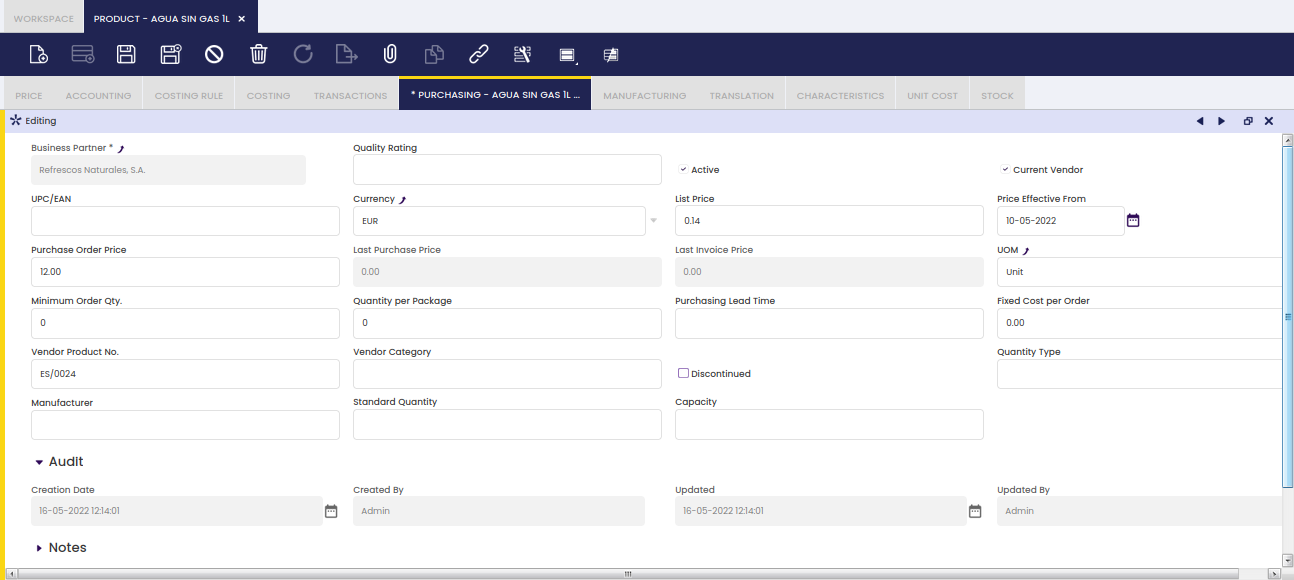 WORKSPACE PRODUCT - AGUA SIN GAS 1L
PRICE ACCOUNTING COSTING RULE COSTING TRANSACTIONS * PURCHASING - AGUA SIN GAS 1L ... MANUFACTURING TRANSLATION CHARACTERISTICS UNIT COST STOCK
Editing
Business Partner * Quality Rating
Refrescos Naturales, S.A. Active Current Vendor
UPC/EAN Currency List Price Price Effective From
EUR 0.14 10-05-2022
Purchase Order Price Last Purchase Price Last Invoice Price UOM
12.00 0.00 0.00 Unit
Minimum Order Qty. Quantity per Package Purchasing Lead Time Fixed Cost per Order
0 0 0.00
Vendor Product No. Vendor Category Quantity Type
ES/0024 Discontinued
Manufacturer Standard Quantity Capacity
Audit
Creation Date Created By Updated Updated By
16-05-2022 12:14:01 Admin 16-05-2022 12:14:01 Admin
Notes